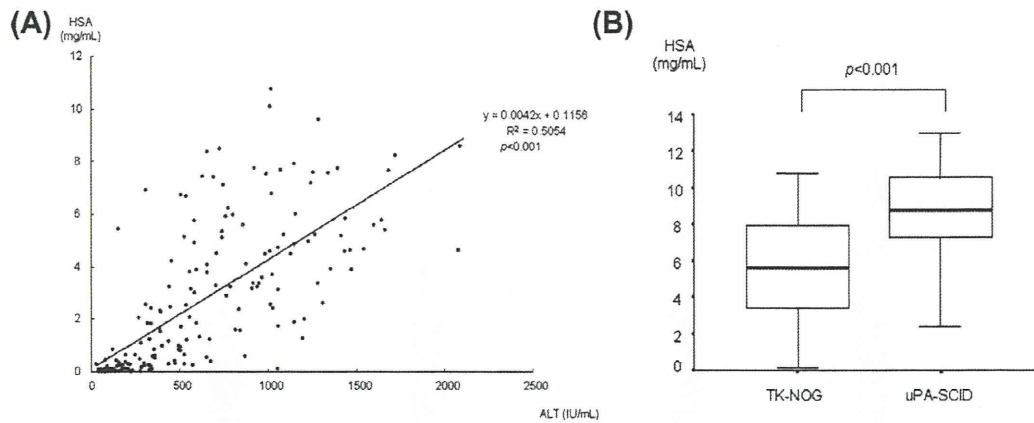 (A)
HSA
(mg/mL)
12
10
8
6
4
2
0
y = 0.0042x + 0.1156
R² = 0.5054
p<0.001
0 500 1000 1500 2000 2500
ALT (IU/mL)
(B)
HSA
(mg/mL)
p<0.001
14
12
10
8
6
4
2
0
TK-NOG uPA-SCID